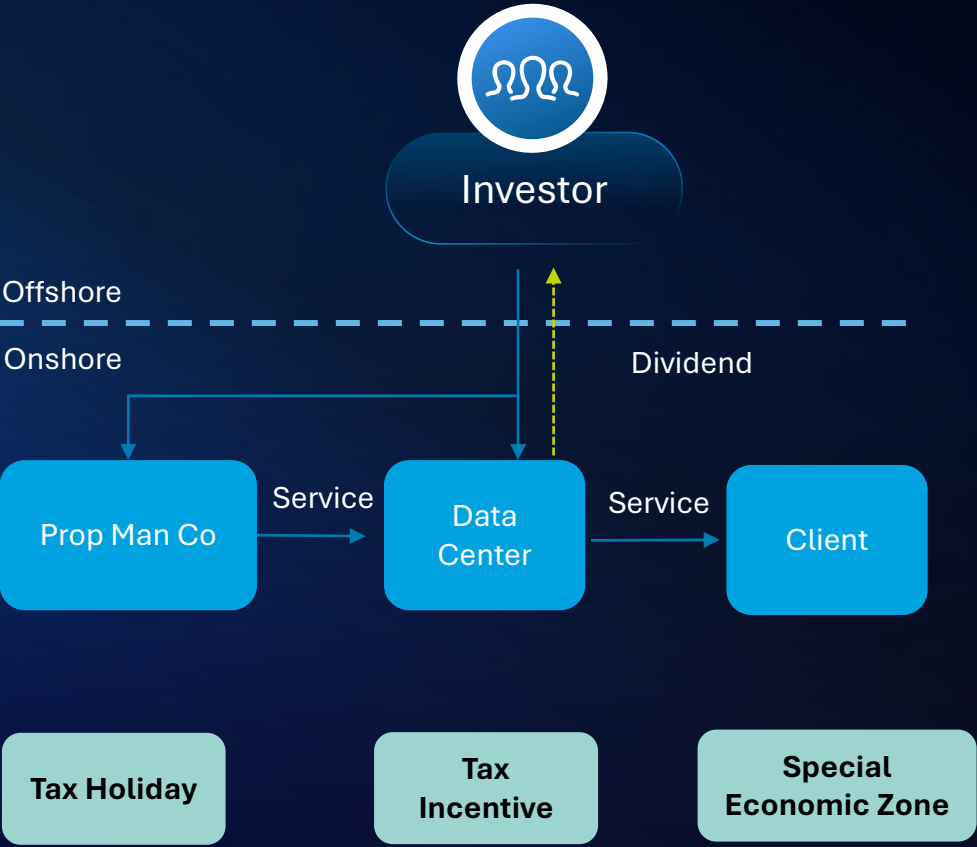 Investor
Offshore
Onshore
Dividend
Prop Man Co
Service
Data
Center
Service
Client
Tax Holiday
Tax
Incentive
Special
Economic Zone